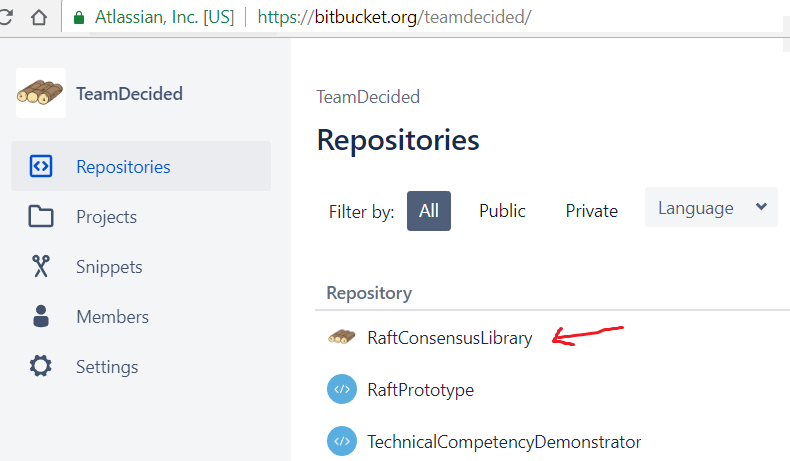 Atlassian, Inc. [US] https://bitbucket.org/teamdecided/
TeamDecided
Repositories
Projects
Snippets
Members
Settings
TeamDecided
Repositories
Filter by: All Public Private Language
Repository
RaftConsensusLibrary
RaftPrototype
TechnicalCompetencyDemonstrator